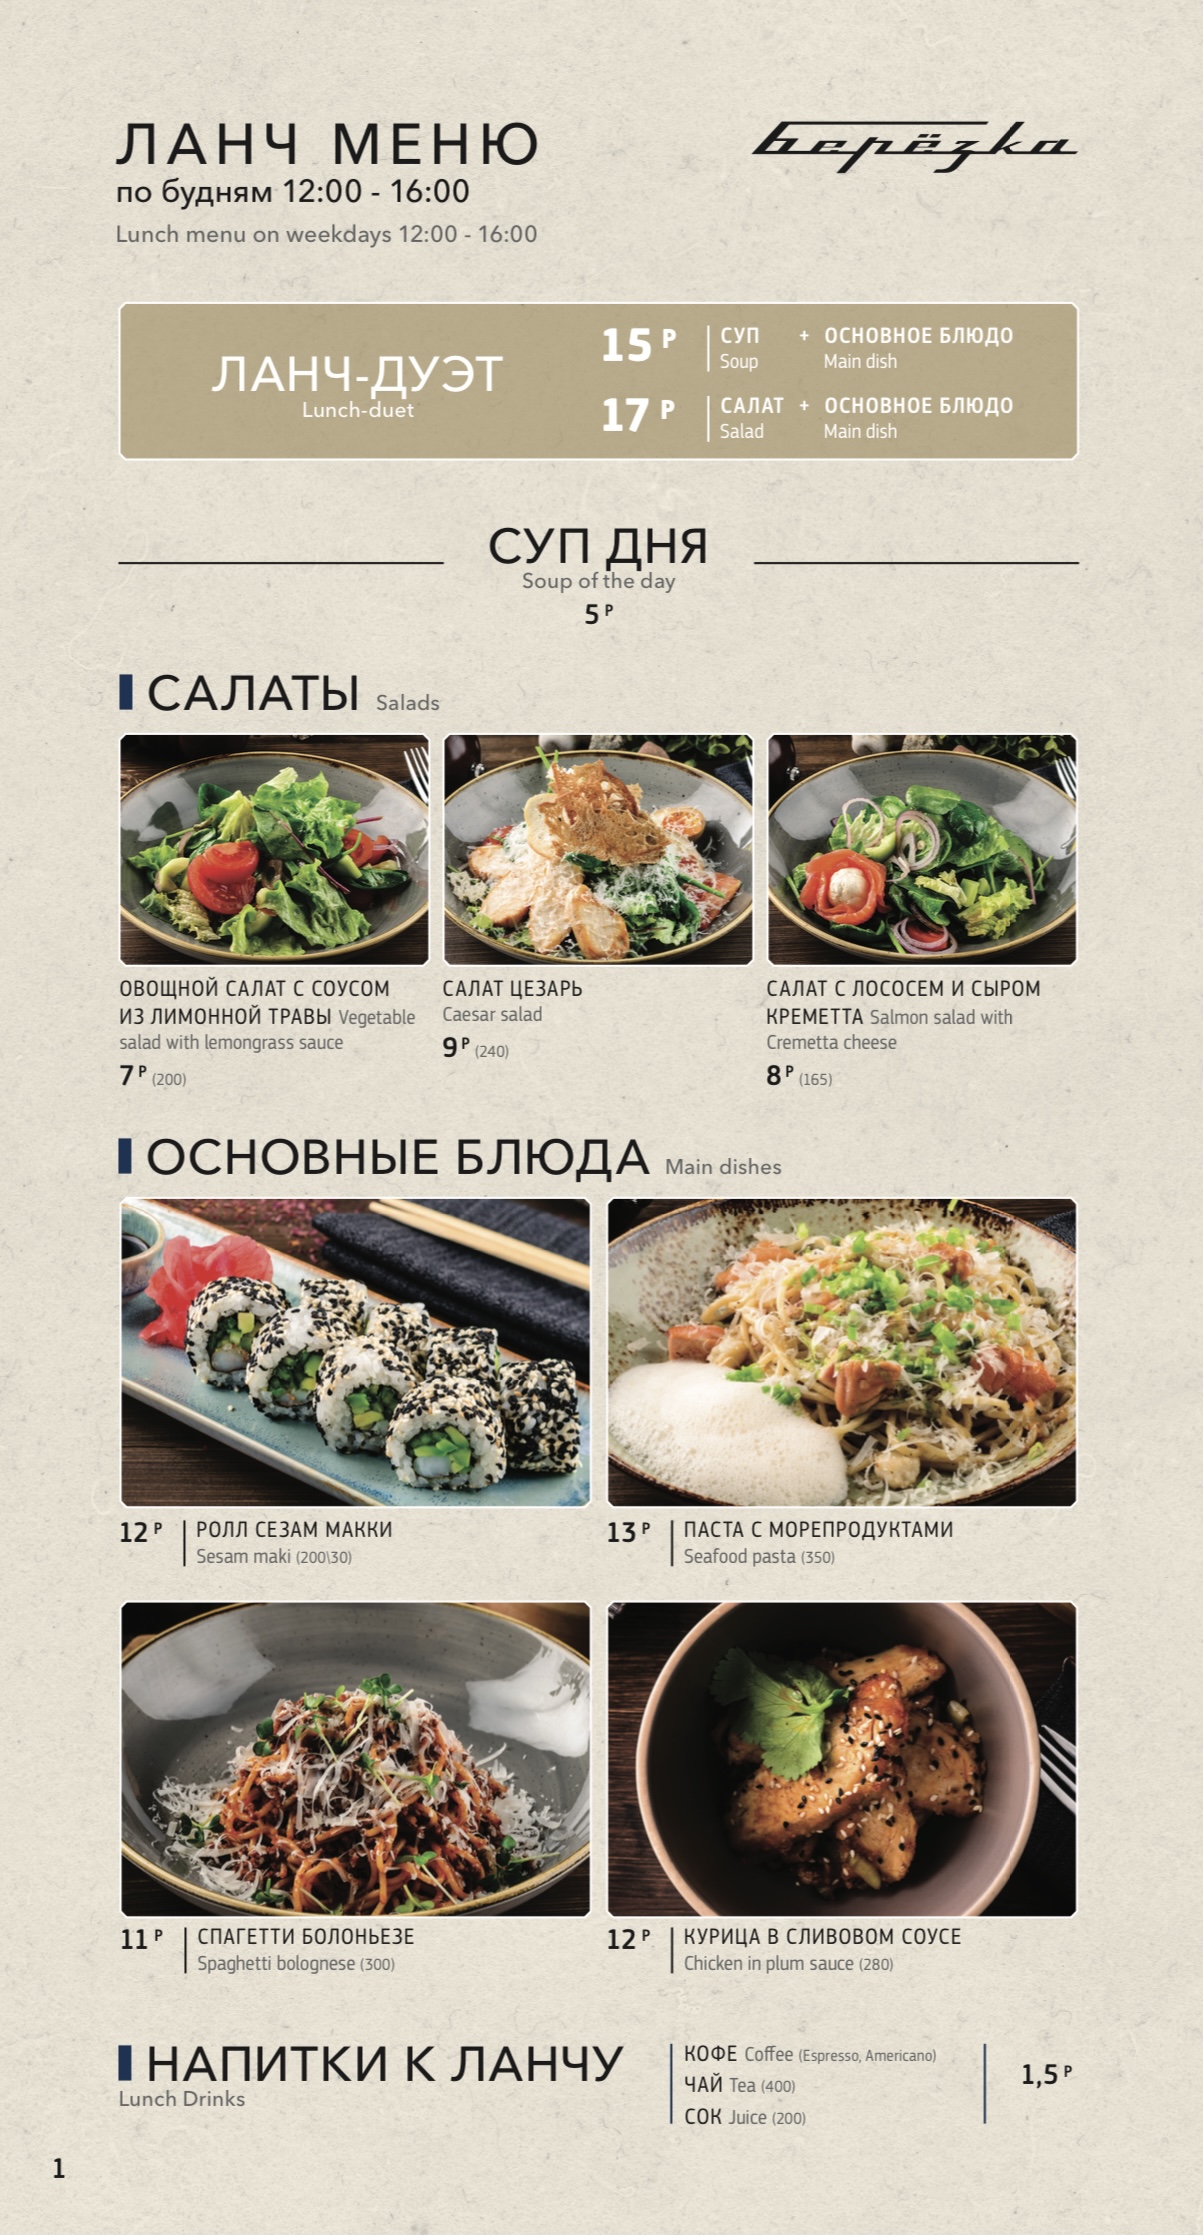 ЛАНЧ МЕНЮ
берёзка
по будням 12:00 - 16:00
Lunch menu on weekdays 12:00 - 16:00
ЛАНЧ-ДУЭТ
Lunch-duet
15 Р СУП + ОСНОВНОЕ БЛЮДО
Soup Main dish
17 Р САЛАТ + ОСНОВНОЕ БЛЮДО
Salad Main dish
СУП ДНЯ
Soup of the day
5 Р
САЛАТЫ Salads
ОВОЩНОЙ САЛАТ С СОУСОМ
ИЗ ЛИМОННОЙ ТРАВЫ Vegetable
salad with lemongrass sauce
7 Р (200)
САЛАТ ЦЕЗАРЬ
Caesar salad
9 Р (240)
САЛАТ С ЛОСОСЕМ И СЫРОМ
КРЕМЕТТА Salmon salad with
Cremetta cheese
8 Р (165)
ОСНОВНЫЕ БЛЮДА Main dishes
12 Р РОЛЛ СЕЗАМ МАККИ
Sesam maki (200\30)
13 Р ПАСТА С МОРЕПРОДУКТАМИ
Seafood pasta (350)
11 Р СПАГЕТТИ БОЛОНЬЕЗЕ
Spaghetti bolognese (300)
12 Р КУРИЦА В СЛИВОВОМ СОУСЕ
Chicken in plum sauce (280)
НАПИТКИ К ЛАНЧУ
Lunch Drinks
КОФЕ Coffee (Espresso, Americano)
ЧАЙ Tea (400)
СОК Juice (200)
1,5 Р
1